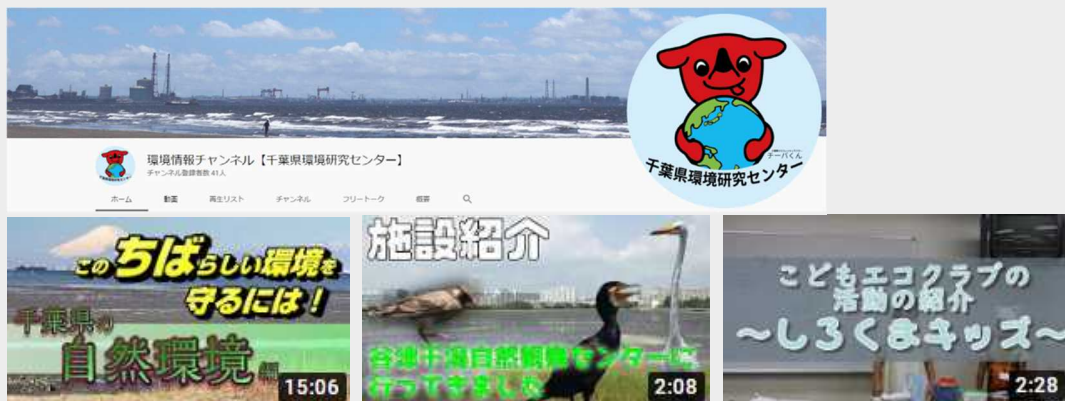 環境情報チャンネル【千葉県環境研究センター】
チャンネル登録者数 41人
ホーム 動画 再生リスト チャンネル フリートーク 概要
チーバくん
千葉県環境研究センター
このちばらしい環境を
守るには！
千葉県の
自然環境編
15:06
施設紹介
谷津干潟自然観察センターに
行ってきました
2:08
こどもエコクラブの
活動の紹介
～しろくまキッズ～
2:28